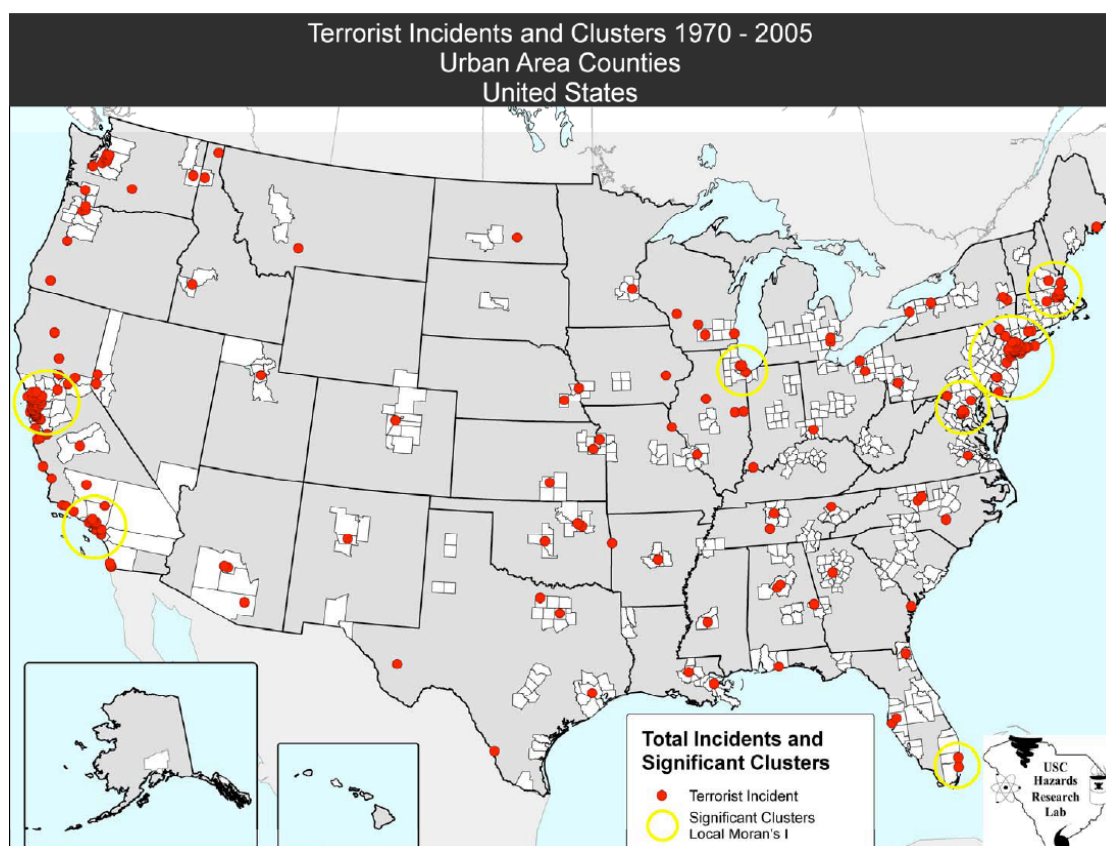 Terrorist Incidents and Clusters 1970 - 2005
Urban Area Counties
United States
Total Incidents and
Significant Clusters
Terrorist Incident
Significant Clusters
Local Moran's I
USC
Hazards
Research
Lab